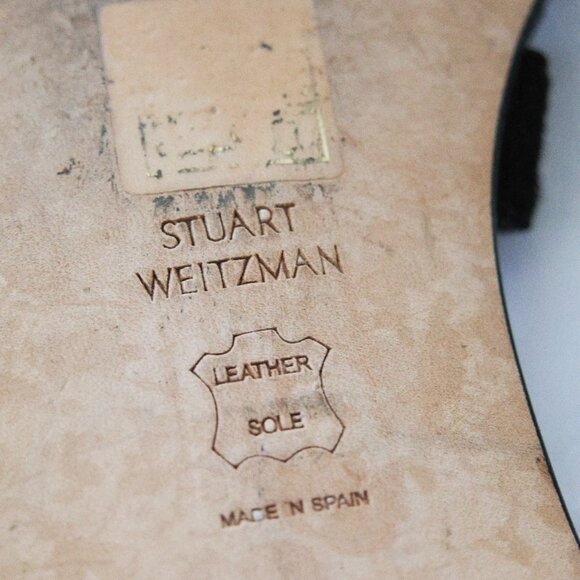 STUART
WEITZMAN
LEATHER
SOLE
MADE IN SPAIN